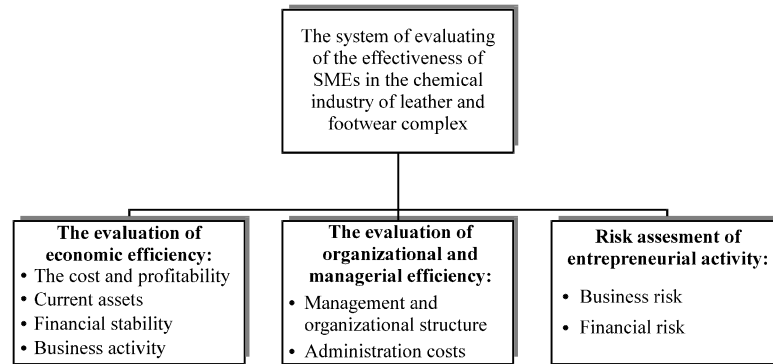 The system of evaluating
of the effectiveness of
SMEs in the chemical
industry of leather and
footwear complex
The evaluation of
economic efficiency:
• The cost and profitability
• Current assets
• Financial stability
• Business activity
The evaluation of
organizational and
managerial efficiency:
• Management and
organizational structure
• Administration costs
Risk assesment of
entrepreneurial activity:
• Business risk
• Financial risk